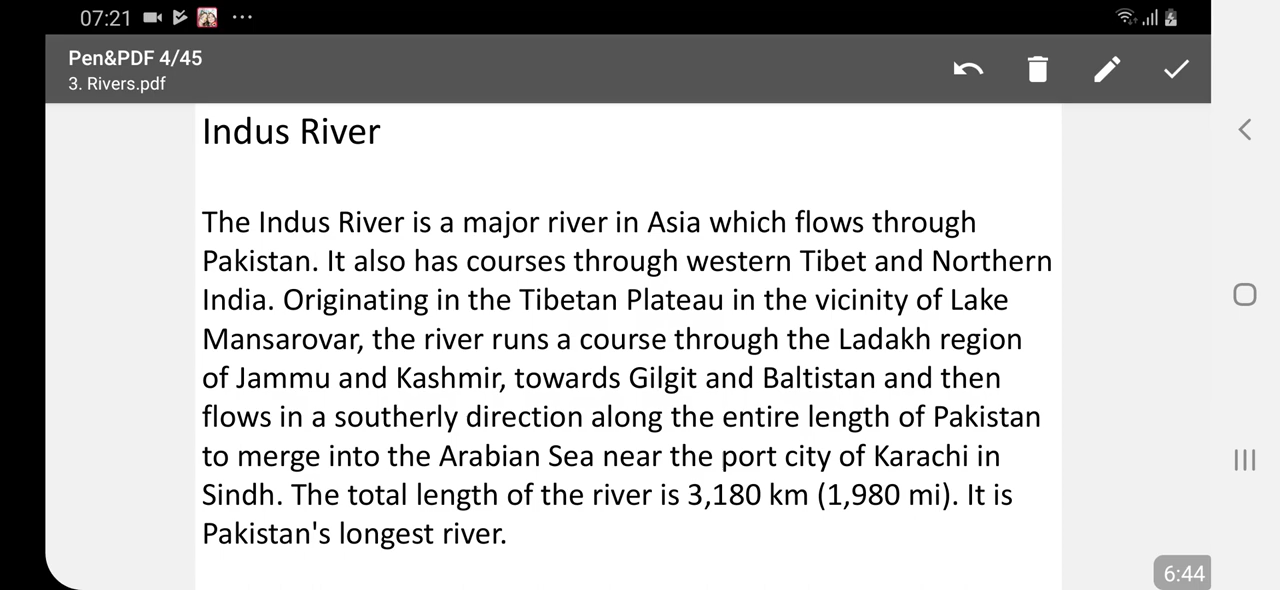 07:21
Pen&PDF 4/45
3. Rivers.pdf
Indus River
The Indus River is a major river in Asia which flows through
Pakistan. It also has courses through western Tibet and Northern
India. Originating in the Tibetan Plateau in the vicinity of Lake
Mansarovar, the river runs a course through the Ladakh region
of Jammu and Kashmir, towards Gilgit and Baltistan and then
flows in a southerly direction along the entire length of Pakistan
to merge into the Arabian Sea near the port city of Karachi in
Sindh. The total length of the river is 3,180 km (1,980 mi). It is
Pakistan's longest river.
6:44